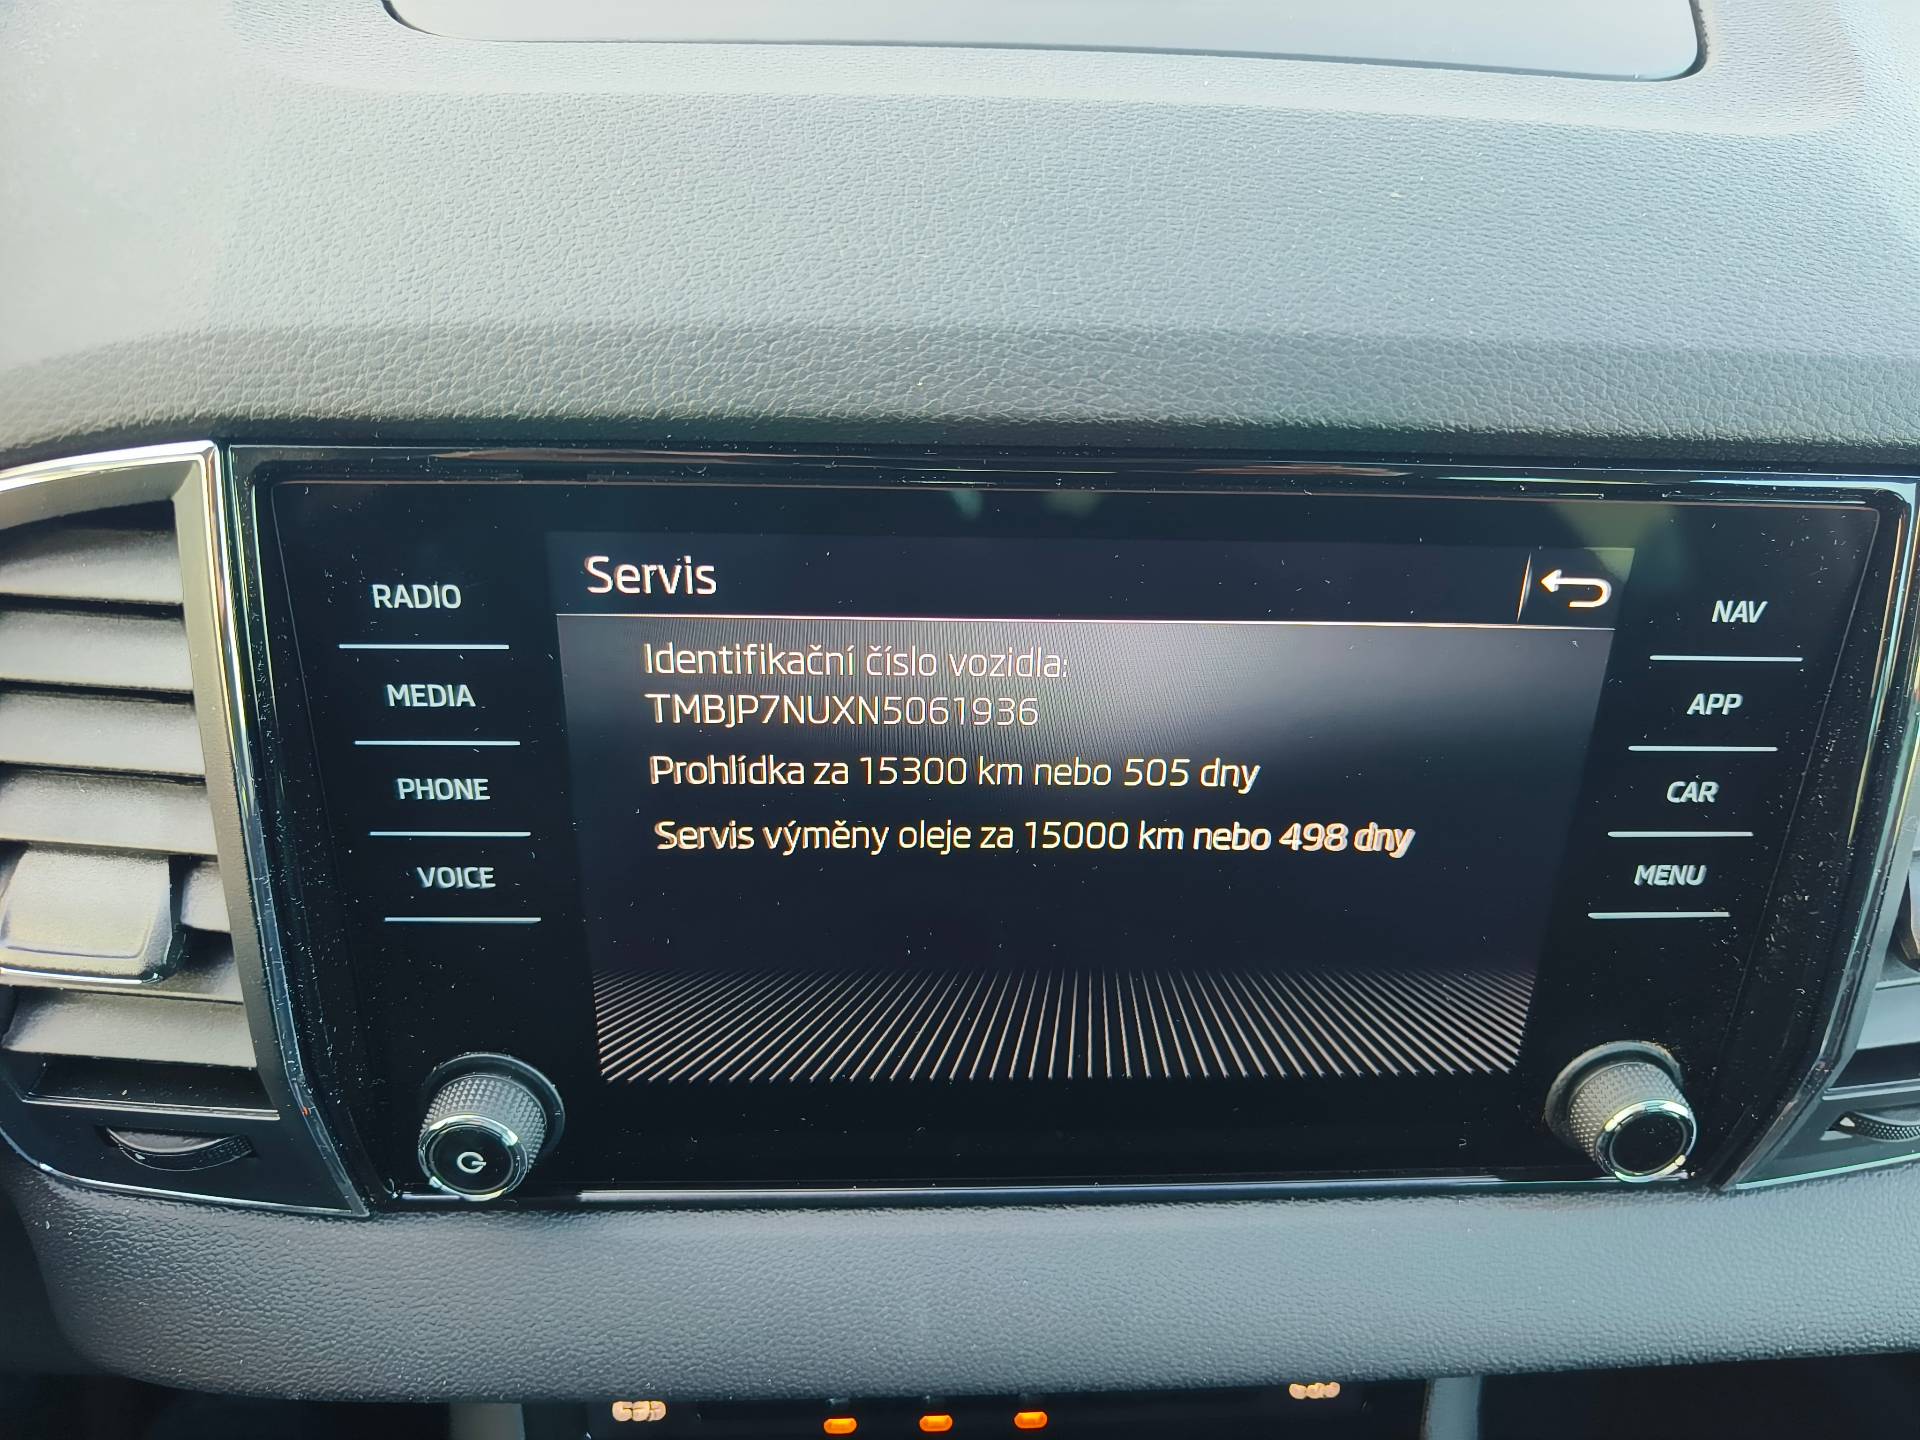 Servis
RADIO
MEDIA
PHONE
VOICE
Identifikační číslo vozidla:
TMBJP7NUXN5061936
Prohlídka za 15300 km nebo 505 dny
Servis výměny oleje za 15000 km nebo 498 dny
NAV
APP
CAR
MENU